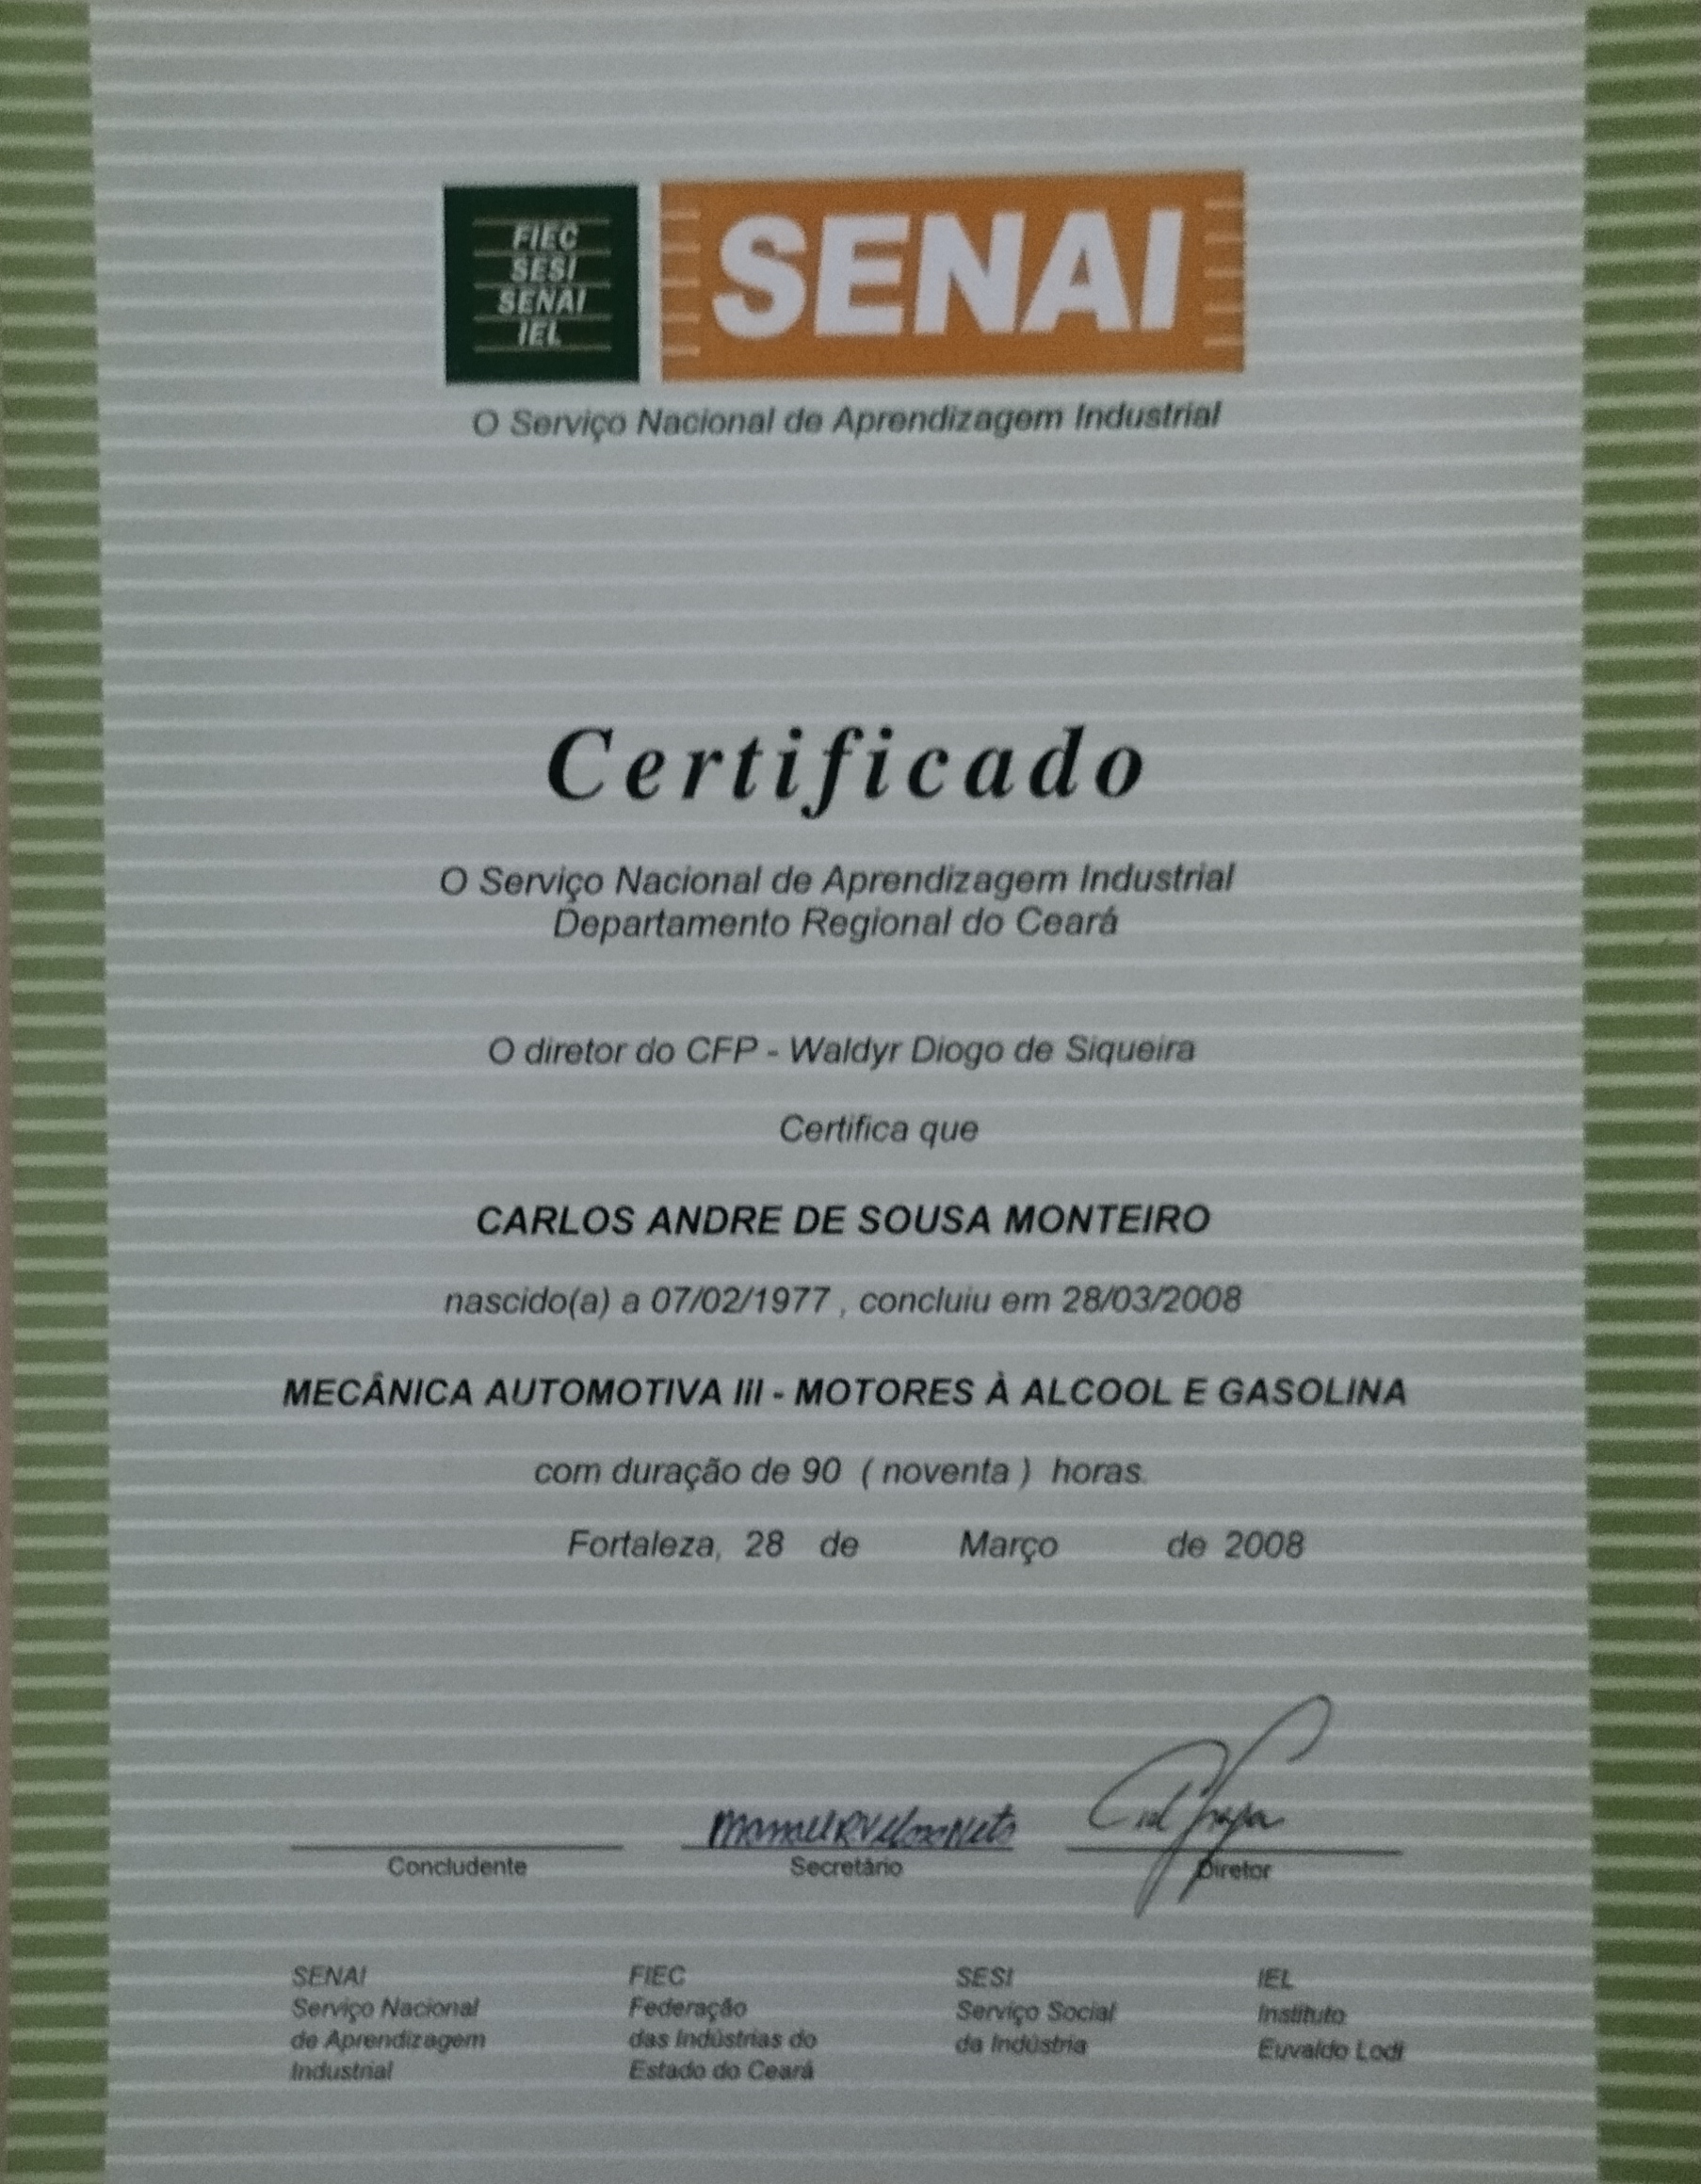 FIEC
SESI
SENAI
IEL
SENAI
O Serviço Nacional de Aprendizagem Industrial
Certificado
O Serviço Nacional de Aprendizagem Industrial
Departamento Regional do Ceará
O diretor do CFP - Waldyr Diogo de Siqueira
Certifica que
CARLOS ANDRE DE SOUSA MONTEIRO
nascido(a) a 07/02/1977 , concluiu em 28/03/2008
MECÂNICA AUTOMOTIVA III - MOTORES À ALCOOL E GASOLINA
com duração de 90 ( noventa ) horas.
Fortaleza, 28 de Março de 2008
Concludente
Secretário
Diretor
SENAI
Serviço Nacional
de Aprendizagem
Industrial
FIEC
Federação
das Indústrias do
Estado do Ceará
SESI
Serviço Social
da Indústria
IEL
Instituto
Euvaldo Lodi